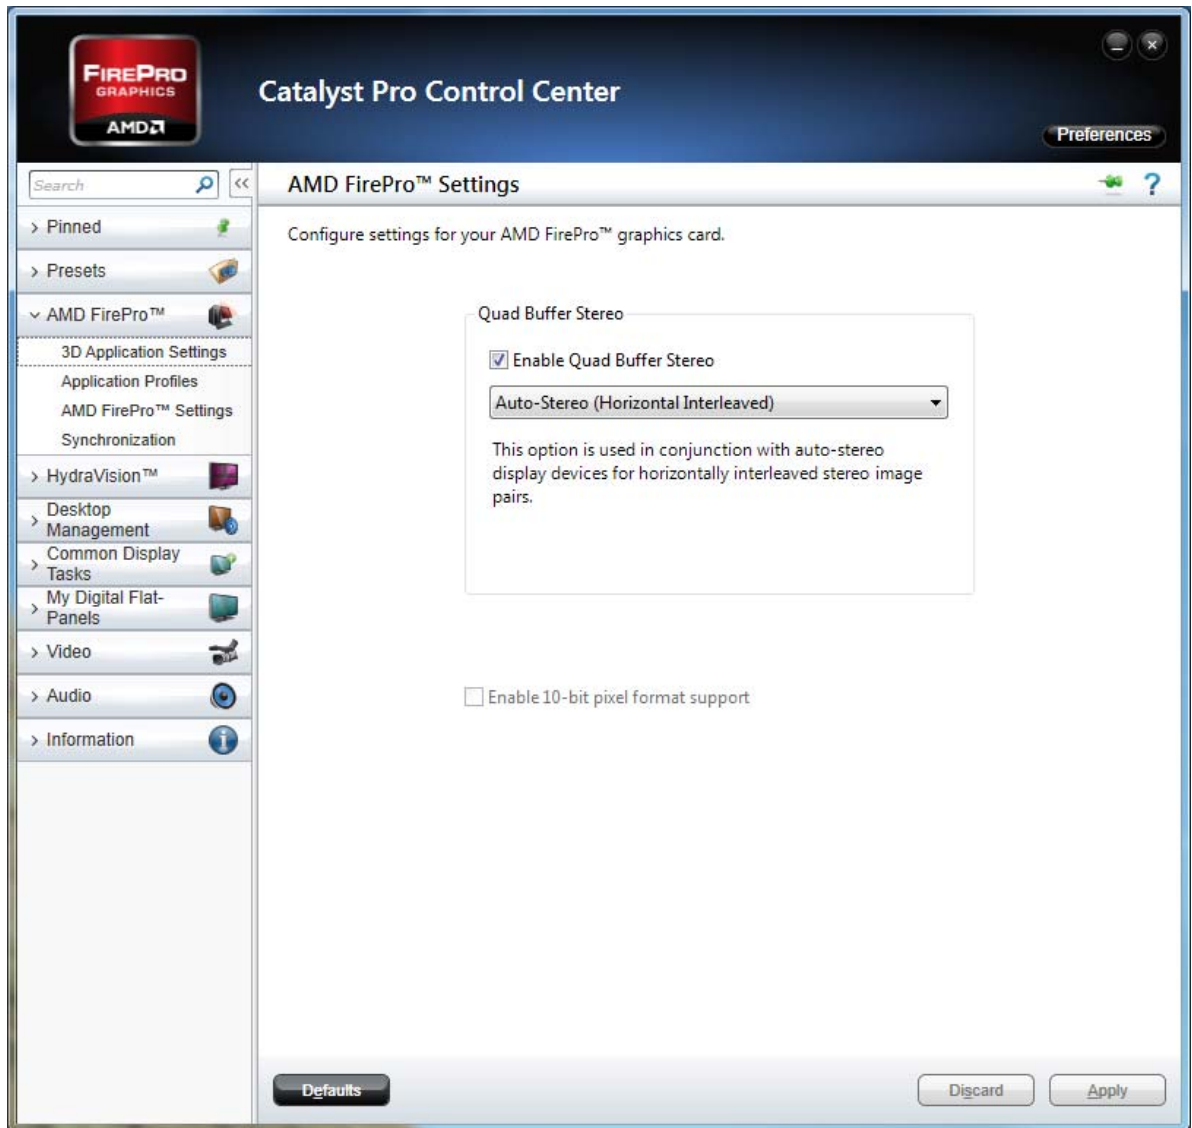 FIREPRO
GRAPHICS
AMD
Catalyst Pro Control Center
Preferences
Search
<<
AMD FirePro™ Settings
?
> Pinned
Configure settings for your AMD FirePro™ graphics card.
> Presets
AMD FirePro™
3D Application Settings
Application Profiles
AMD FirePro™ Settings
Synchronization
> HydraVision™
> Desktop
Management
> Common Display
Tasks
> My Digital Flat-
Panels
> Video
> Audio
> Information
Quad Buffer Stereo
Enable Quad Buffer Stereo
Auto-Stereo (Horizontal Interleaved)
This option is used in conjunction with auto-stereo
display devices for horizontally interleaved stereo image
pairs.
Enable 10-bit pixel format support
Defaults
Discard
Apply